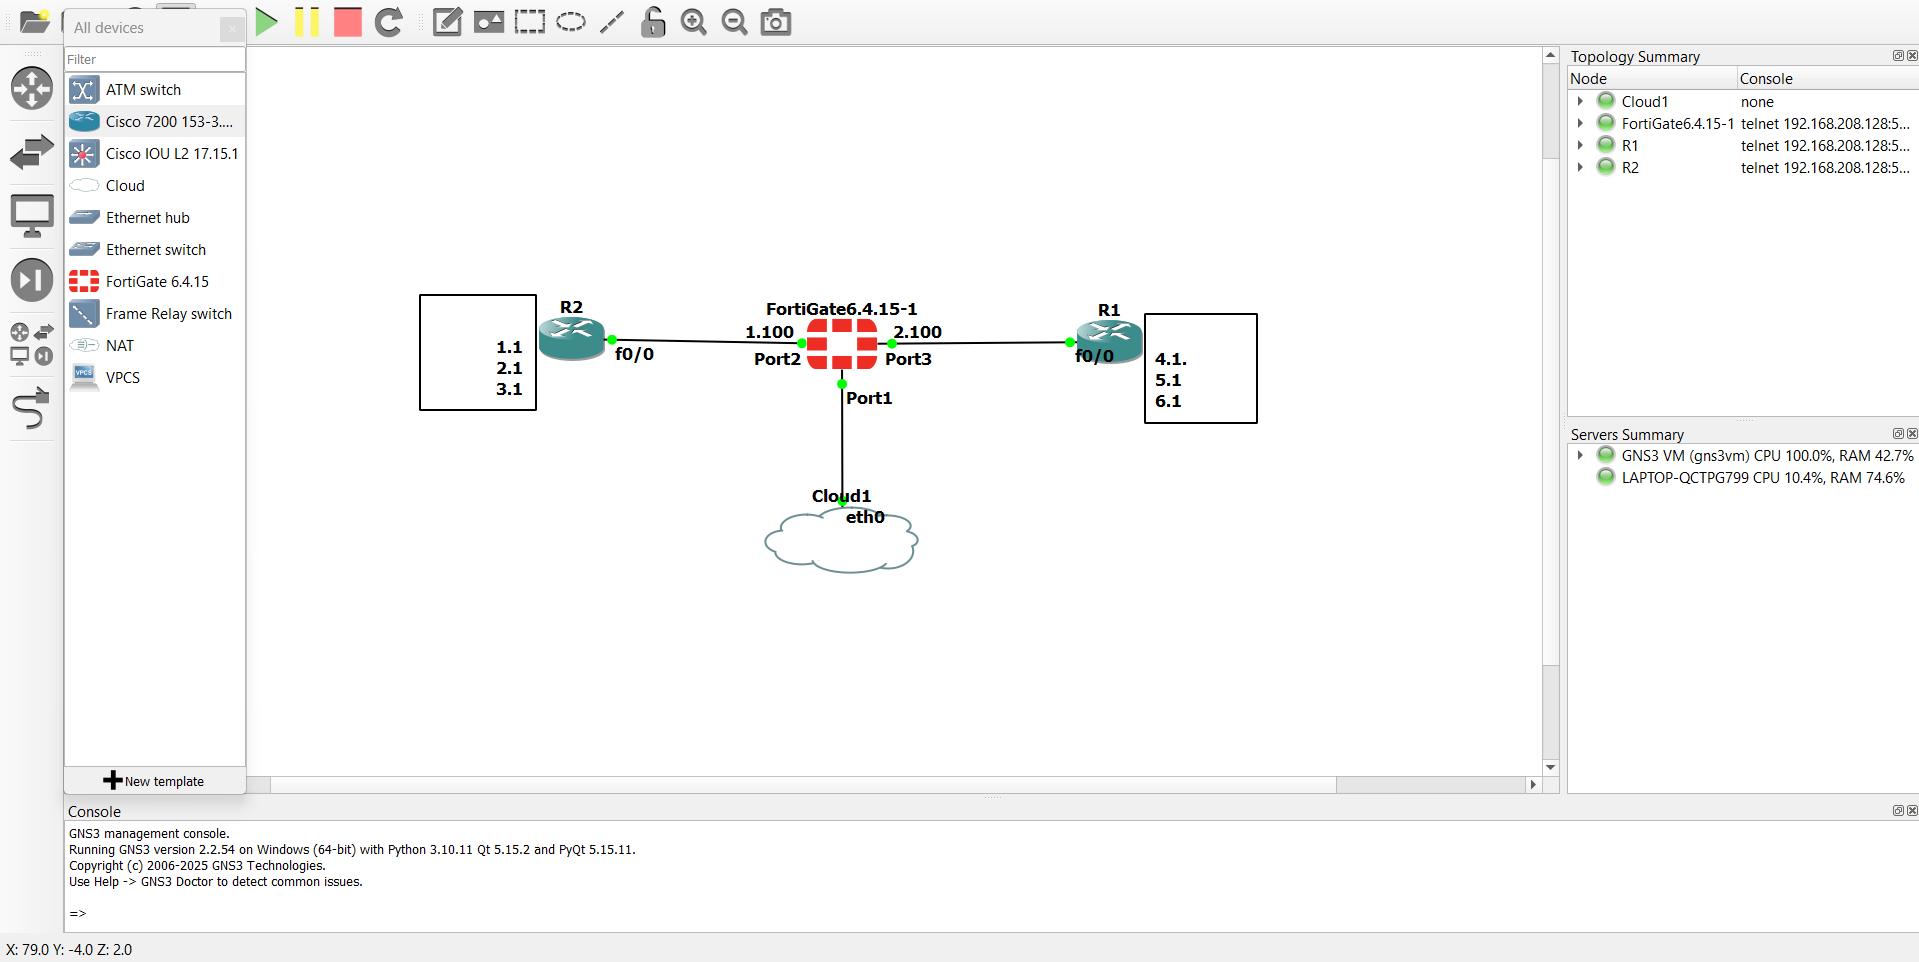 All devices
Filter
ATM switch
Cisco 7200 153-3....
Cisco IOU L2 17.15.1
Cloud
Ethernet hub
Ethernet switch
FortiGate 6.4.15
Frame Relay switch
NAT
VPCS
New template
R2
1.1
2.1
3.1
f0/0
FortiGate6.4.15-1
1.100
2.100
Port2
Port3
Port1
R1
f0/0
4.1.
5.1
6.1
Cloud1
eth0
Topology Summary
Node Console
Cloud1 none
FortiGate6.4.15-1 telnet 192.168.208.128:5...
R1 telnet 192.168.208.128:5...
R2 telnet 192.168.208.128:5...
Servers Summary
GNS3 VM (gns3vm) CPU 100.0%, RAM 42.7%
LAPTOP-QCTPG799 CPU 10.4%, RAM 74.6%
Console
GNS3 management console.
Running GNS3 version 2.2.54 on Windows (64-bit) with Python 3.10.11 Qt 5.15.2 and PyQt 5.15.11.
Copyright (c) 2006-2025 GNS3 Technologies.
Use Help -> GNS3 Doctor to detect common issues.
=>
X: 79.0 Y: -4.0 Z: 2.0